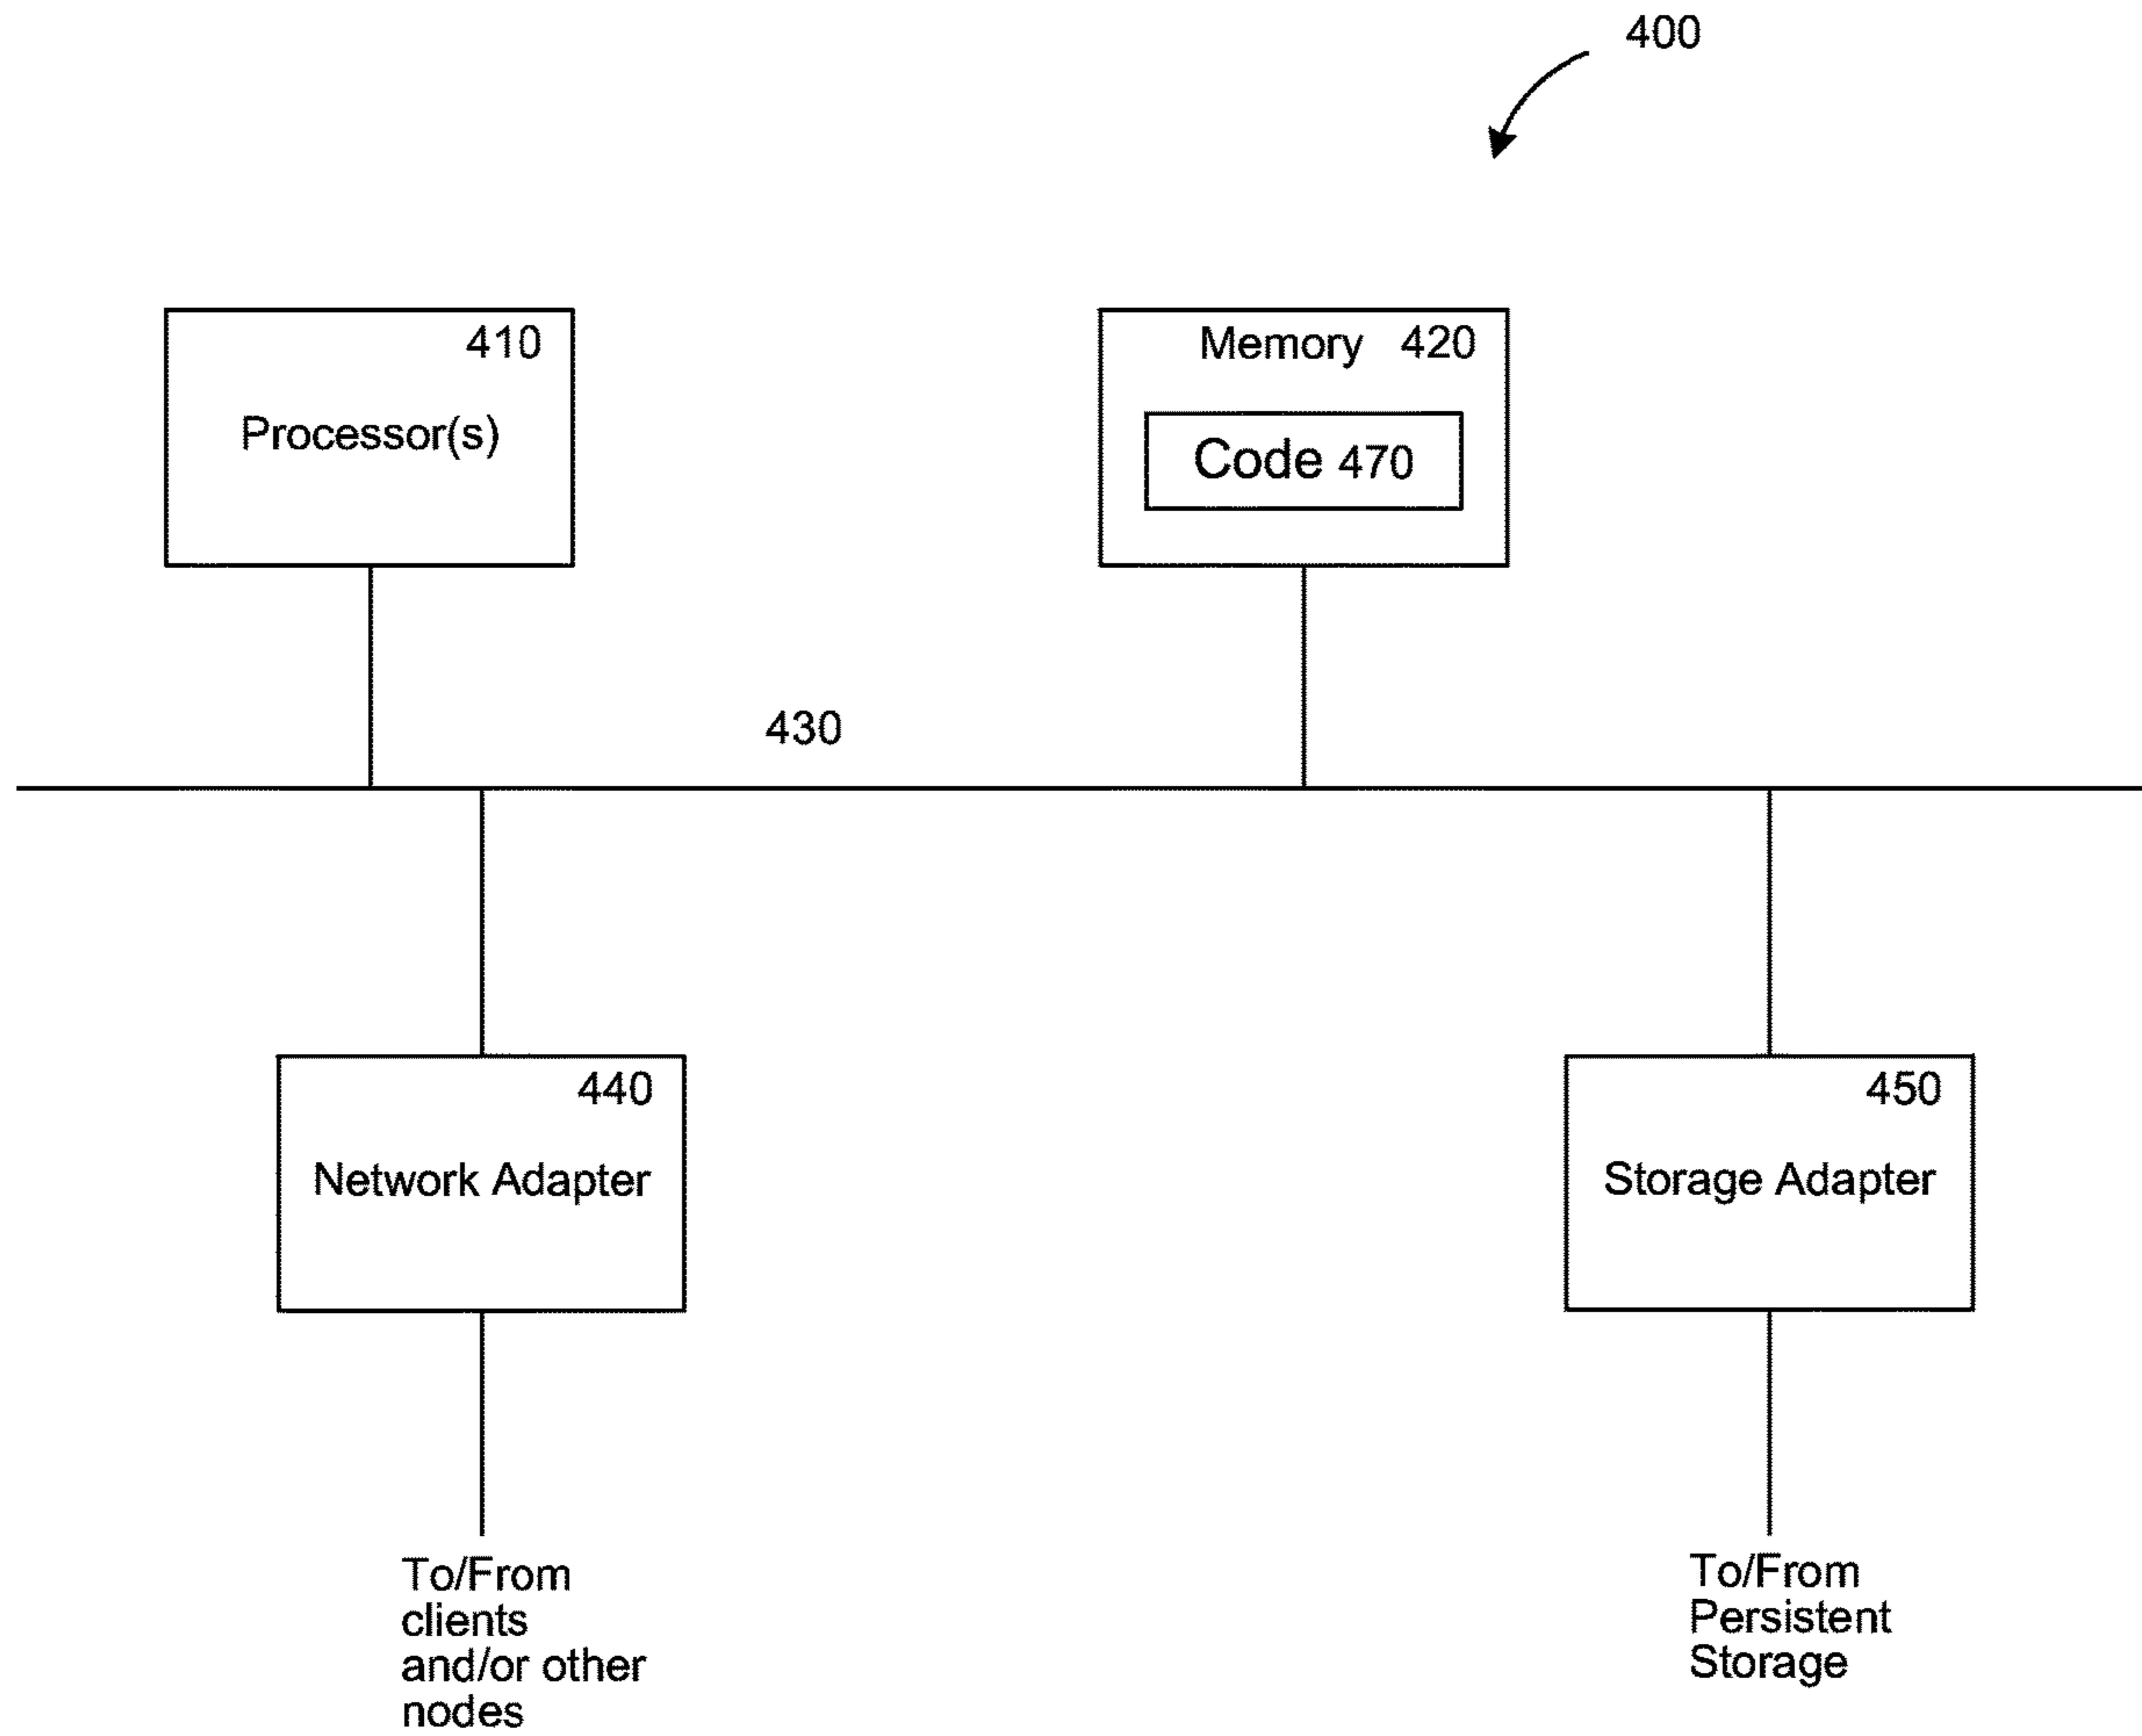 400
410
Processor(s)
Memory 420
Code 470
430
440
Network Adapter
450
Storage Adapter
To/From
clients
and/or other
nodes
To/From
Persistent
Storage